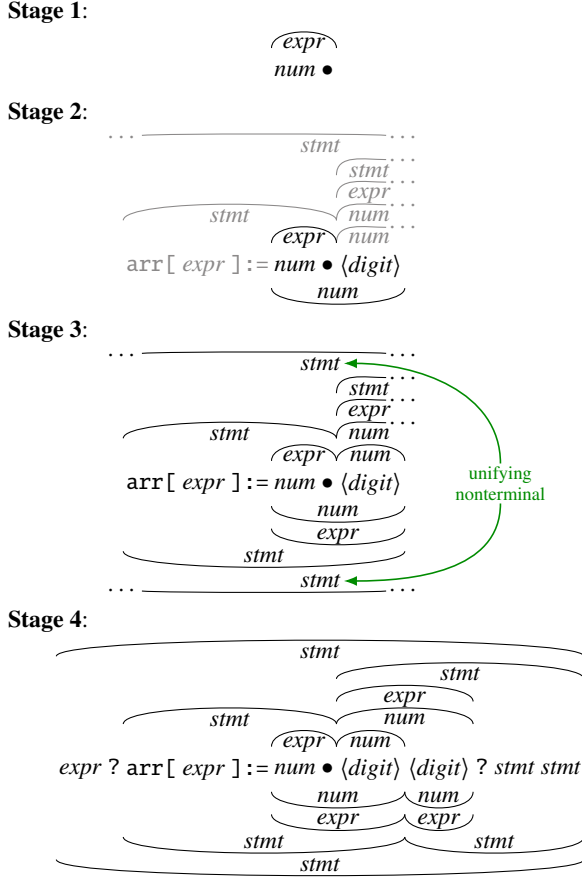 Stage 1:
expr
num •
Stage 2:
... ...
stmt
...
stmt
...
expr
...
stmt num
...
expr num
arr[ expr ]:= num • ⟨digit⟩
num
Stage 3:
... ...
stmt
...
stmt
...
expr
...
stmt num
expr num
arr[ expr ]:= num • ⟨digit⟩
unifying
nonterminal
num
expr
stmt
stmt
... ...
Stage 4:
stmt
stmt
expr
stmt num
expr num
expr ? arr[ expr ]:= num • ⟨digit⟩ ⟨digit⟩ ? stmt stmt
num num
expr expr
stmt stmt
stmt